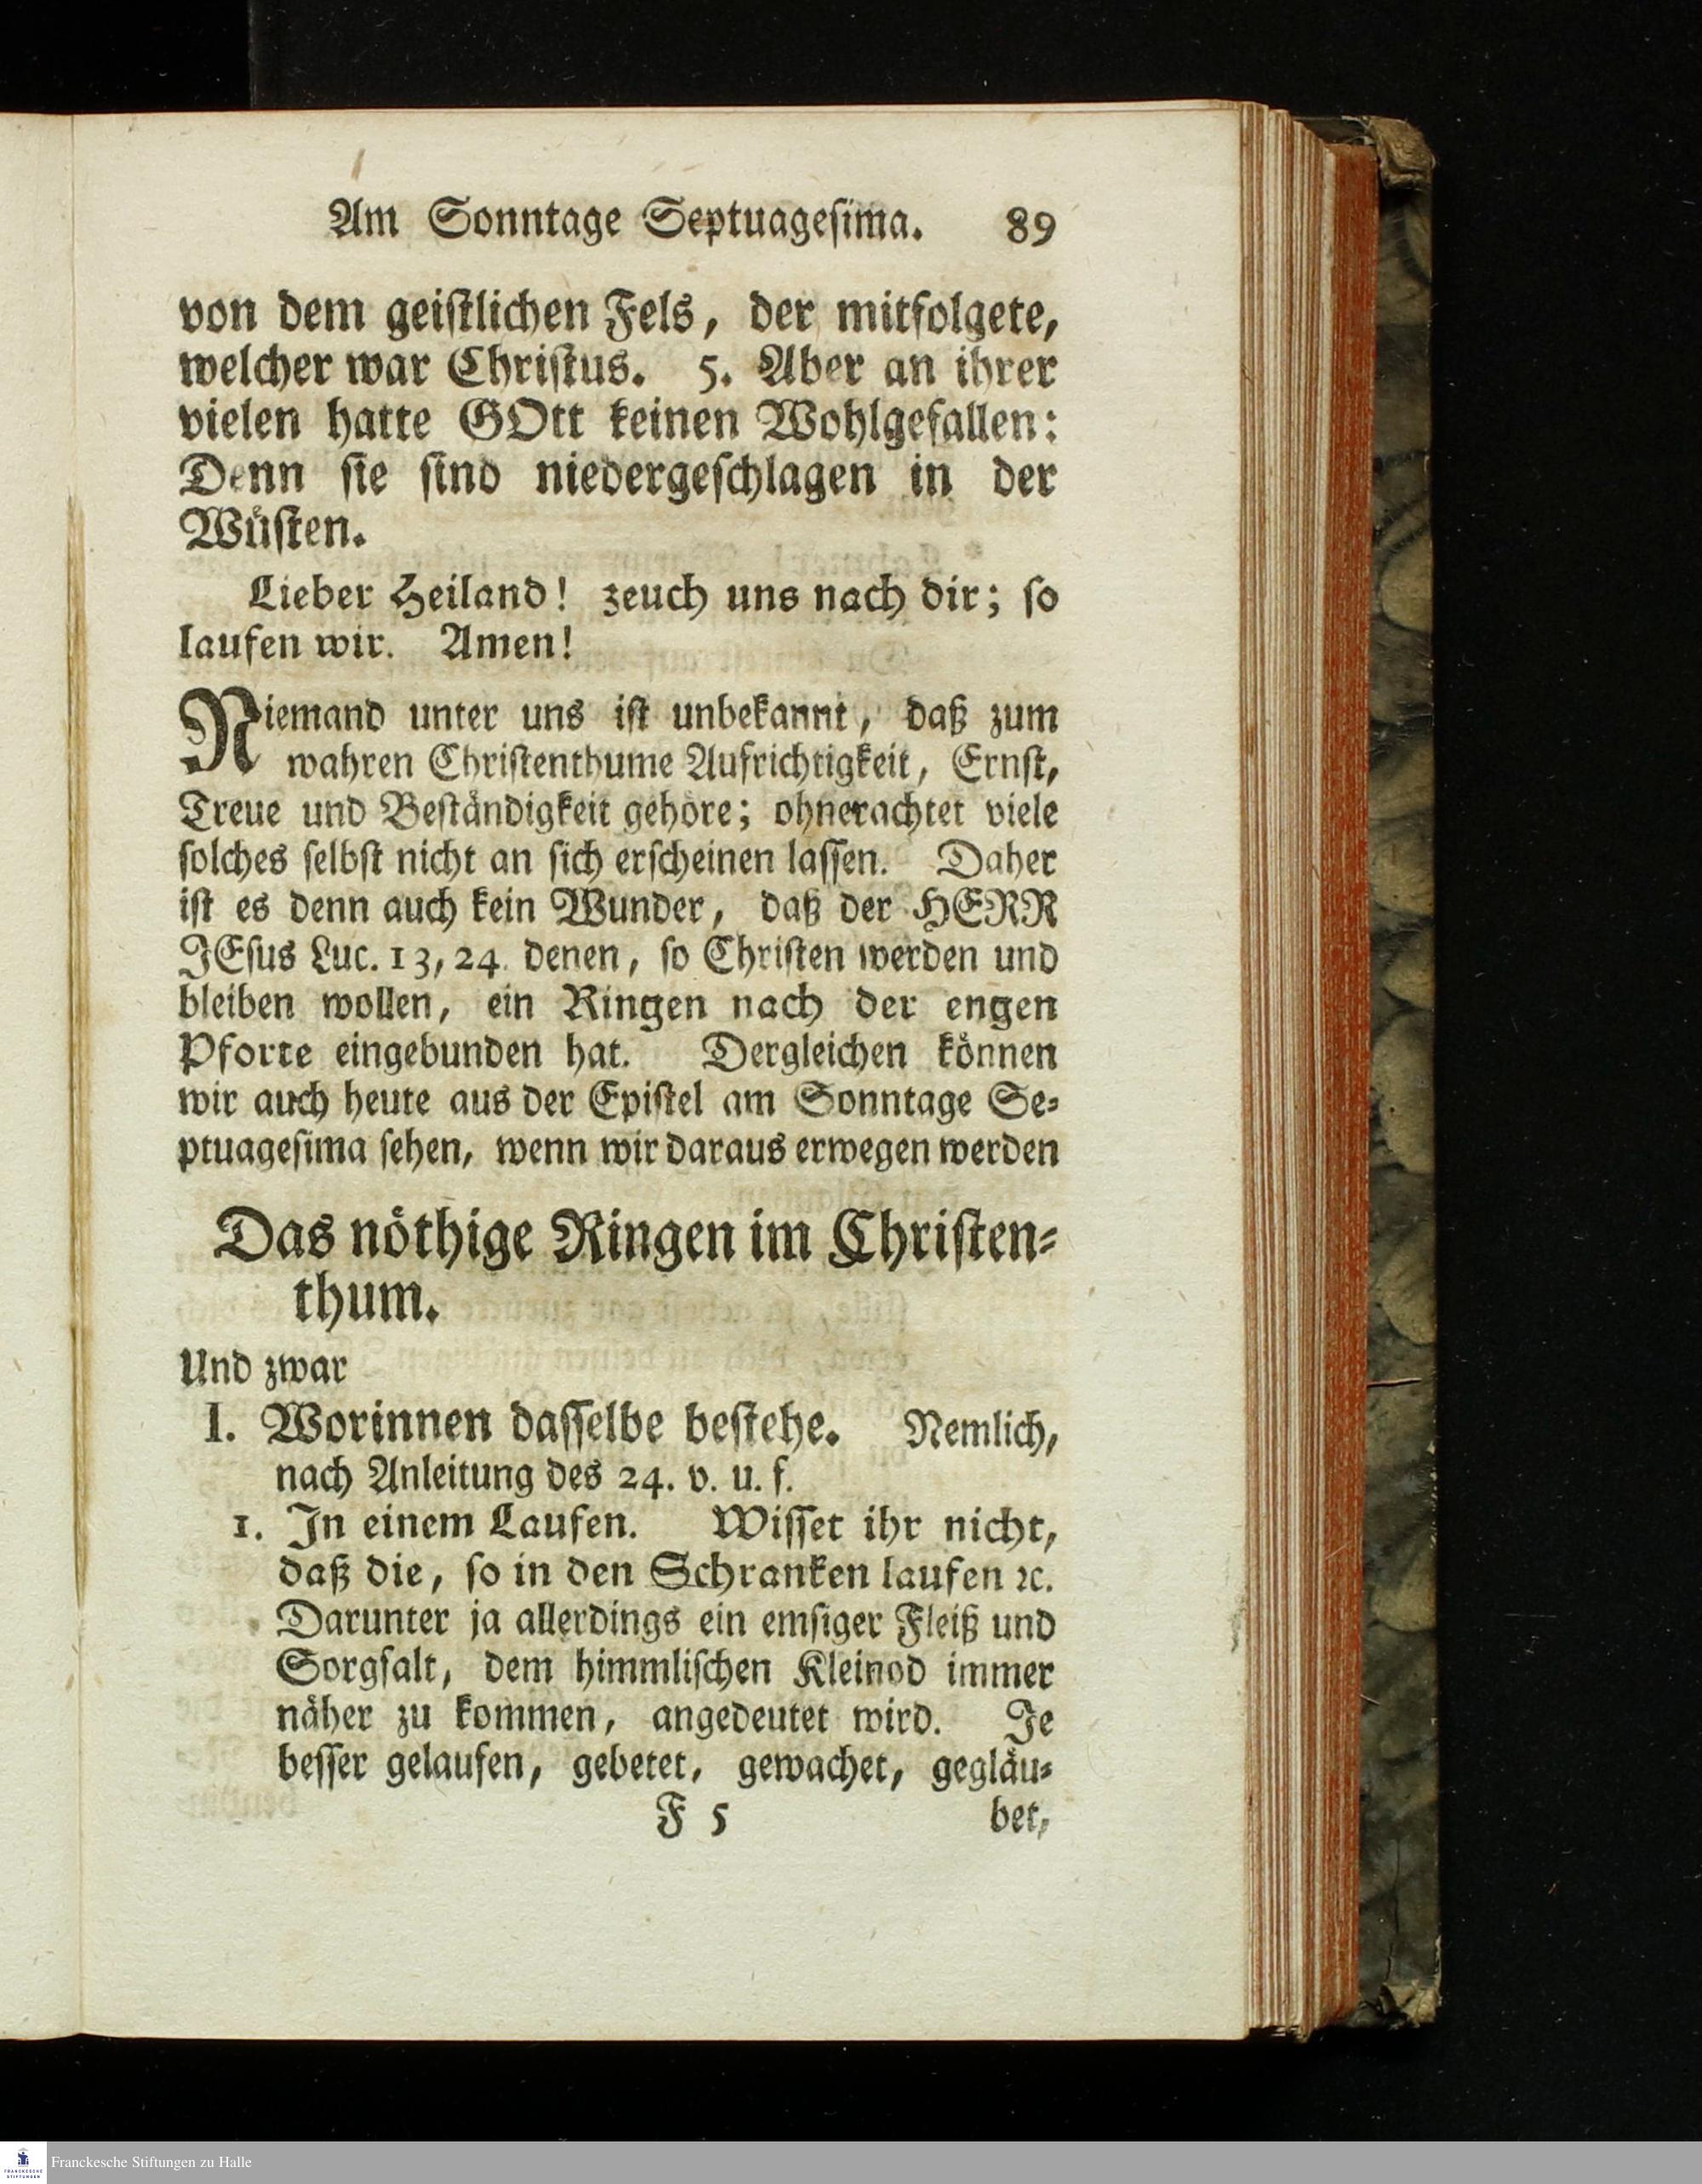 Am Sonntage Septuagesima. 89
von dem geistlichen Fels, der mitfolgete,
welcher war Christus. 5. Aber an ihrer
vielen hatte GOtt keinen Wohlgefallen:
Denn sie sind niedergeschlagen in der
Wüsten.
Lieber Heiland! zeuch uns nach dir; so
laufen wir. Amen!
Niemand unter uns ist unbekannt, daß zum
wahren Christenthume Aufrichtigkeit, Ernst,
Treue und Beständigkeit gehöre; ohnerachtet viele
solches selbst nicht an sich erscheinen lassen. Daher
ist es denn auch kein Wunder, daß der HERR
JEsus Luc. 13, 24. denen, so Christen werden und
bleiben wollen, ein Ringen nach der engen
Pforte eingebunden hat. Dergleichen können
wir auch heute aus der Epistel am Sonntage Se-
ptuagesima sehen, wenn wir daraus erwegen werden
Das nöthige Ringen im Christen-
thum.
Und zwar
I. Worinnen dasselbe bestehe. Nemlich,
nach Anleitung des 24. v. u. f.
1. In einem Laufen. Wisset ihr nicht,
daß die, so in den Schranken laufen ꝛc.
Darunter ja allerdings ein emsiger Fleiß und
Sorgfalt, dem himmlischen Kleinod immer
näher zu kommen, angedeutet wird. Je
besser gelaufen, gebetet, gewachet, gegläu-
F 5 bet,
FRANCKESCHE
STIFTUNGEN
Franckesche Stiftungen zu Halle